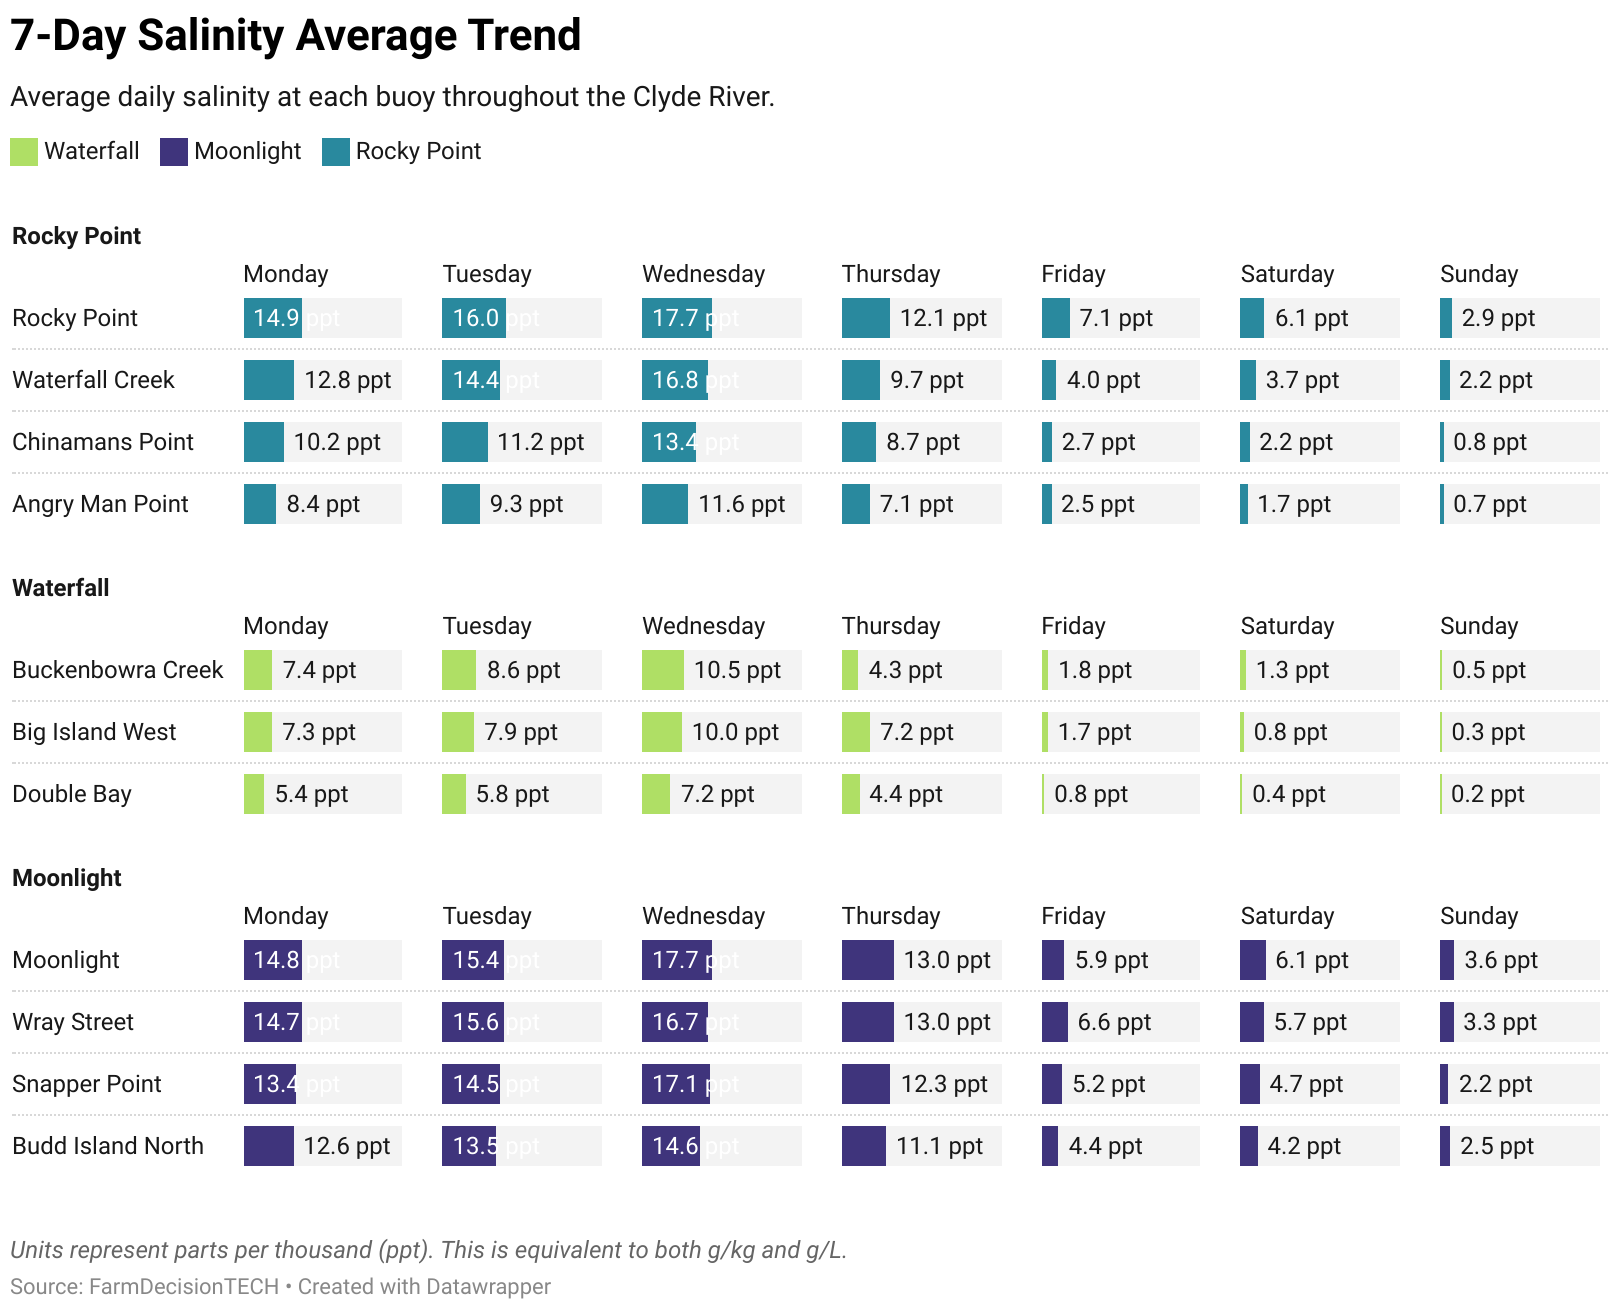 7-Day Salinity Average Trend
Average daily salinity at each buoy throughout the Clyde River.
Waterfall Moonlight Rocky Point
Rocky Point
Monday Tuesday Wednesday Thursday Friday Saturday Sunday
Rocky Point 14.9 ppt 16.0 ppt 17.7 ppt 12.1 ppt 7.1 ppt 6.1 ppt 2.9 ppt
Waterfall Creek 12.8 ppt 14.4 ppt 16.8 ppt 9.7 ppt 4.0 ppt 3.7 ppt 2.2 ppt
Chinamans Point 10.2 ppt 11.2 ppt 13.4 ppt 8.7 ppt 2.7 ppt 2.2 ppt 0.8 ppt
Angry Man Point 8.4 ppt 9.3 ppt 11.6 ppt 7.1 ppt 2.5 ppt 1.7 ppt 0.7 ppt
Waterfall
Monday Tuesday Wednesday Thursday Friday Saturday Sunday
Buckenbowra Creek 7.4 ppt 8.6 ppt 10.5 ppt 4.3 ppt 1.8 ppt 1.3 ppt 0.5 ppt
Big Island West 7.3 ppt 7.9 ppt 10.0 ppt 7.2 ppt 1.7 ppt 0.8 ppt 0.3 ppt
Double Bay 5.4 ppt 5.8 ppt 7.2 ppt 4.4 ppt 0.8 ppt 0.4 ppt 0.2 ppt
Moonlight
Monday Tuesday Wednesday Thursday Friday Saturday Sunday
Moonlight 14.8 ppt 15.4 ppt 17.7 ppt 13.0 ppt 5.9 ppt 6.1 ppt 3.6 ppt
Wray Street 14.7 ppt 15.6 ppt 16.7 ppt 13.0 ppt 6.6 ppt 5.7 ppt 3.3 ppt
Snapper Point 13.4 ppt 14.5 ppt 17.1 ppt 12.3 ppt 5.2 ppt 4.7 ppt 2.2 ppt
Budd Island North 12.6 ppt 13.5 ppt 14.6 ppt 11.1 ppt 4.4 ppt 4.2 ppt 2.5 ppt
Units represent parts per thousand (ppt). This is equivalent to both g/kg and g/L.
Source: FarmDecisionTECH • Created with Datawrapper